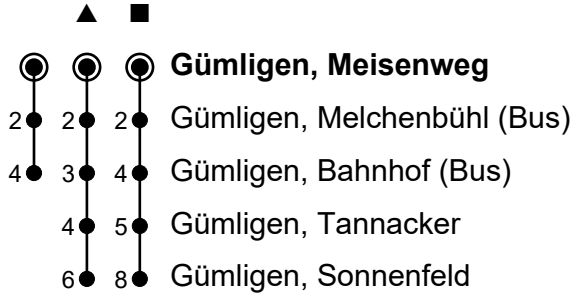 ▲ ■
Gümligen, Meisenweg
2 2 2 Gümligen, Melchenbühl (Bus)
4 3 4 Gümligen, Bahnhof (Bus)
4 5 Gümligen, Tannacker
6 8 Gümligen, Sonnenfeld